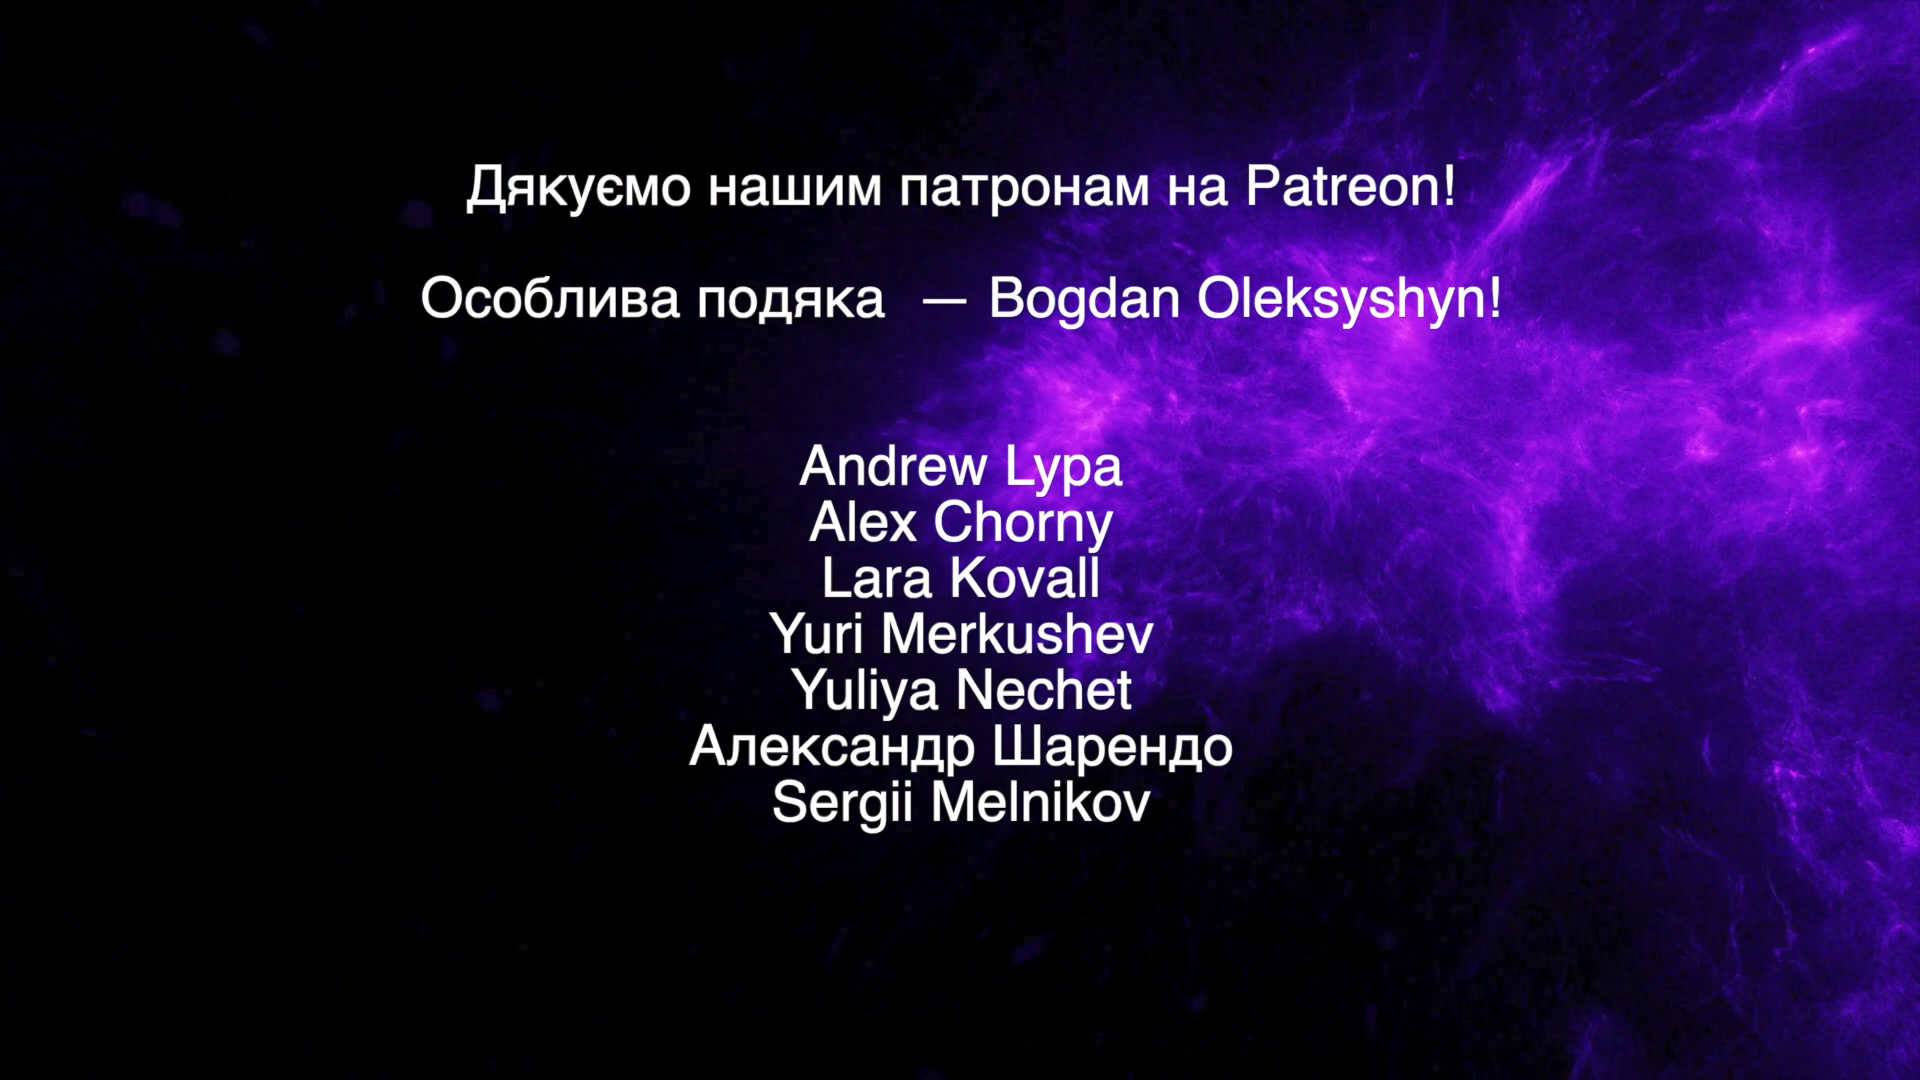 Дякуємо нашим патронам на Patreon!
Особлива подяка — Bogdan Oleksyshyn!
Andrew Lypa
Alex Chorny
Lara Kovall
Yuri Merkushev
Yuliya Nechet
Александр Шарендо
Sergii Melnikov